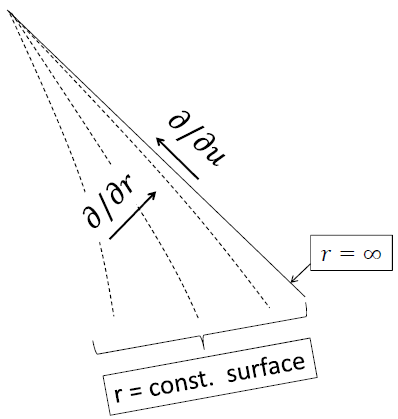 ∂/∂u
∂/∂r
r = ∞
r = const. surface